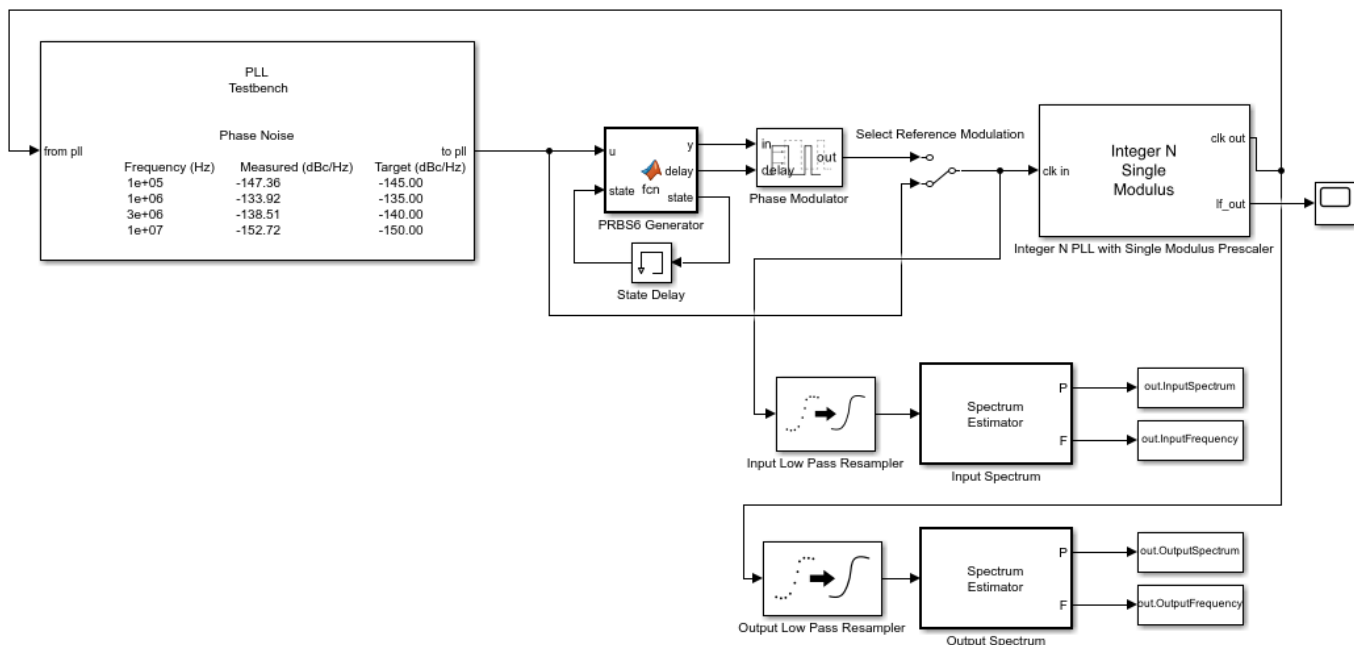 PLL
Testbench
Phase Noise
from pll
to pll
Frequency (Hz) Measured (dBc/Hz) Target (dBc/Hz)
1e+05 -147.36 -145.00
1e+06 -133.92 -135.00
3e+06 -138.51 -140.00
1e+07 -152.72 -150.00
u
y
state
fcn
delay
state
PRBS6 Generator
State Delay
in
delay
out
Phase Modulator
Select Reference Modulation
clk in
Integer N
Single
Modulus
clk out
lf_out
Integer N PLL with Single Modulus Prescaler
Input Low Pass Resampler
Spectrum
Estimator
P
F
Input Spectrum
out.InputSpectrum
out.InputFrequency
Output Low Pass Resampler
Spectrum
Estimator
P
F
Output Spectrum
out.OutputSpectrum
out.OutputFrequency